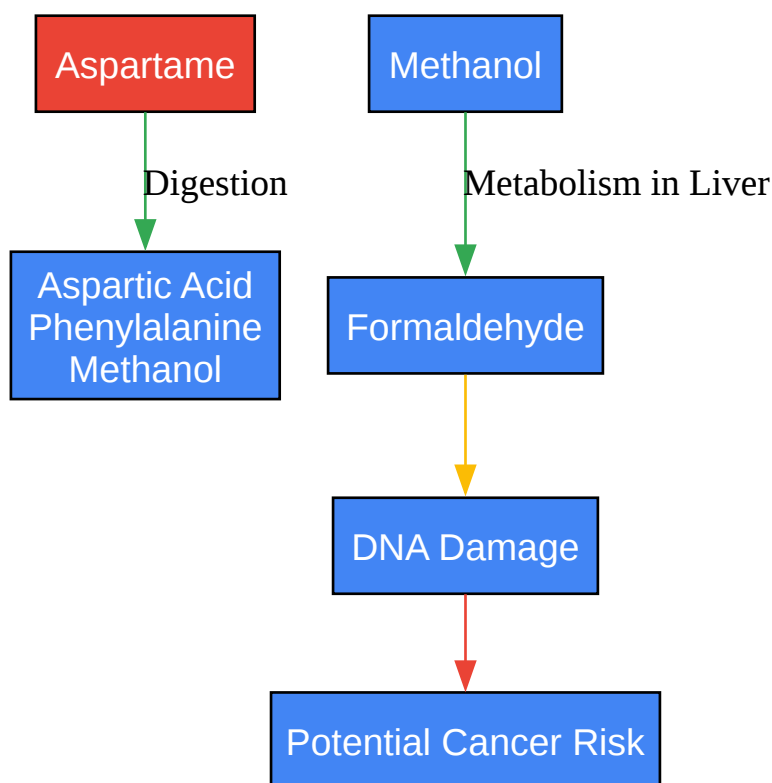 Aspartame
Methanol
Digestion
Metabolism in Liver
Aspartic Acid
Phenylalanine
Methanol
Formaldehyde
DNA Damage
Potential Cancer Risk